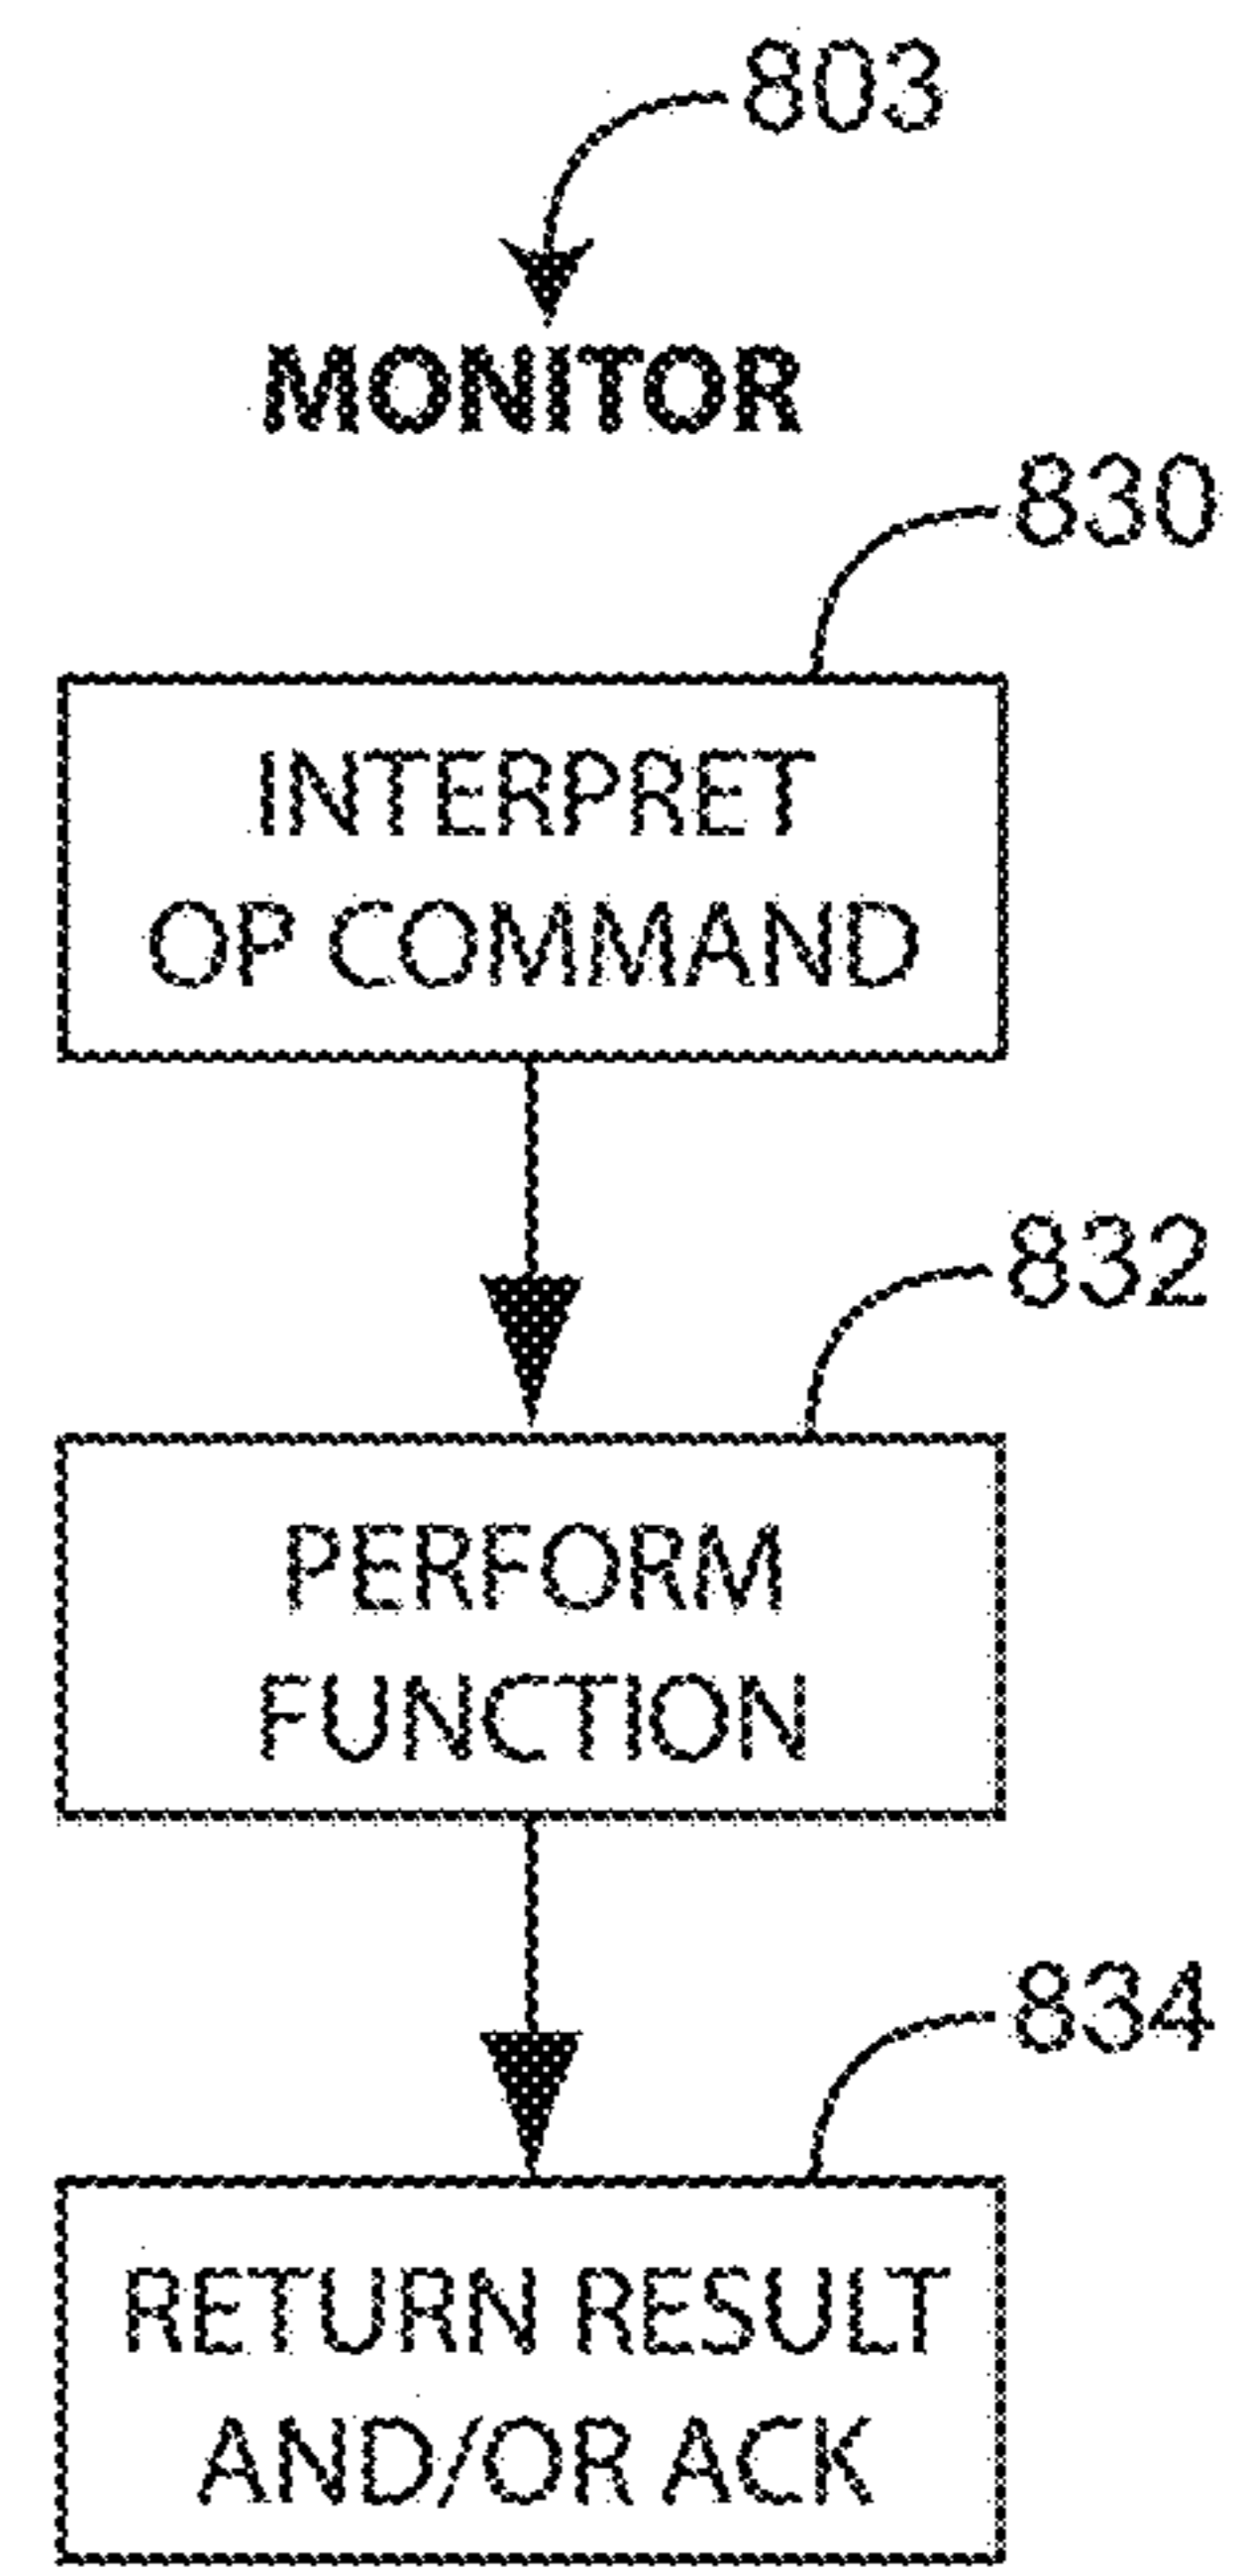 803
MONITOR
830
INTERPRET
OP COMMAND
832
PERFORM
FUNCTION
834
RETURN RESULT
AND/OR ACK